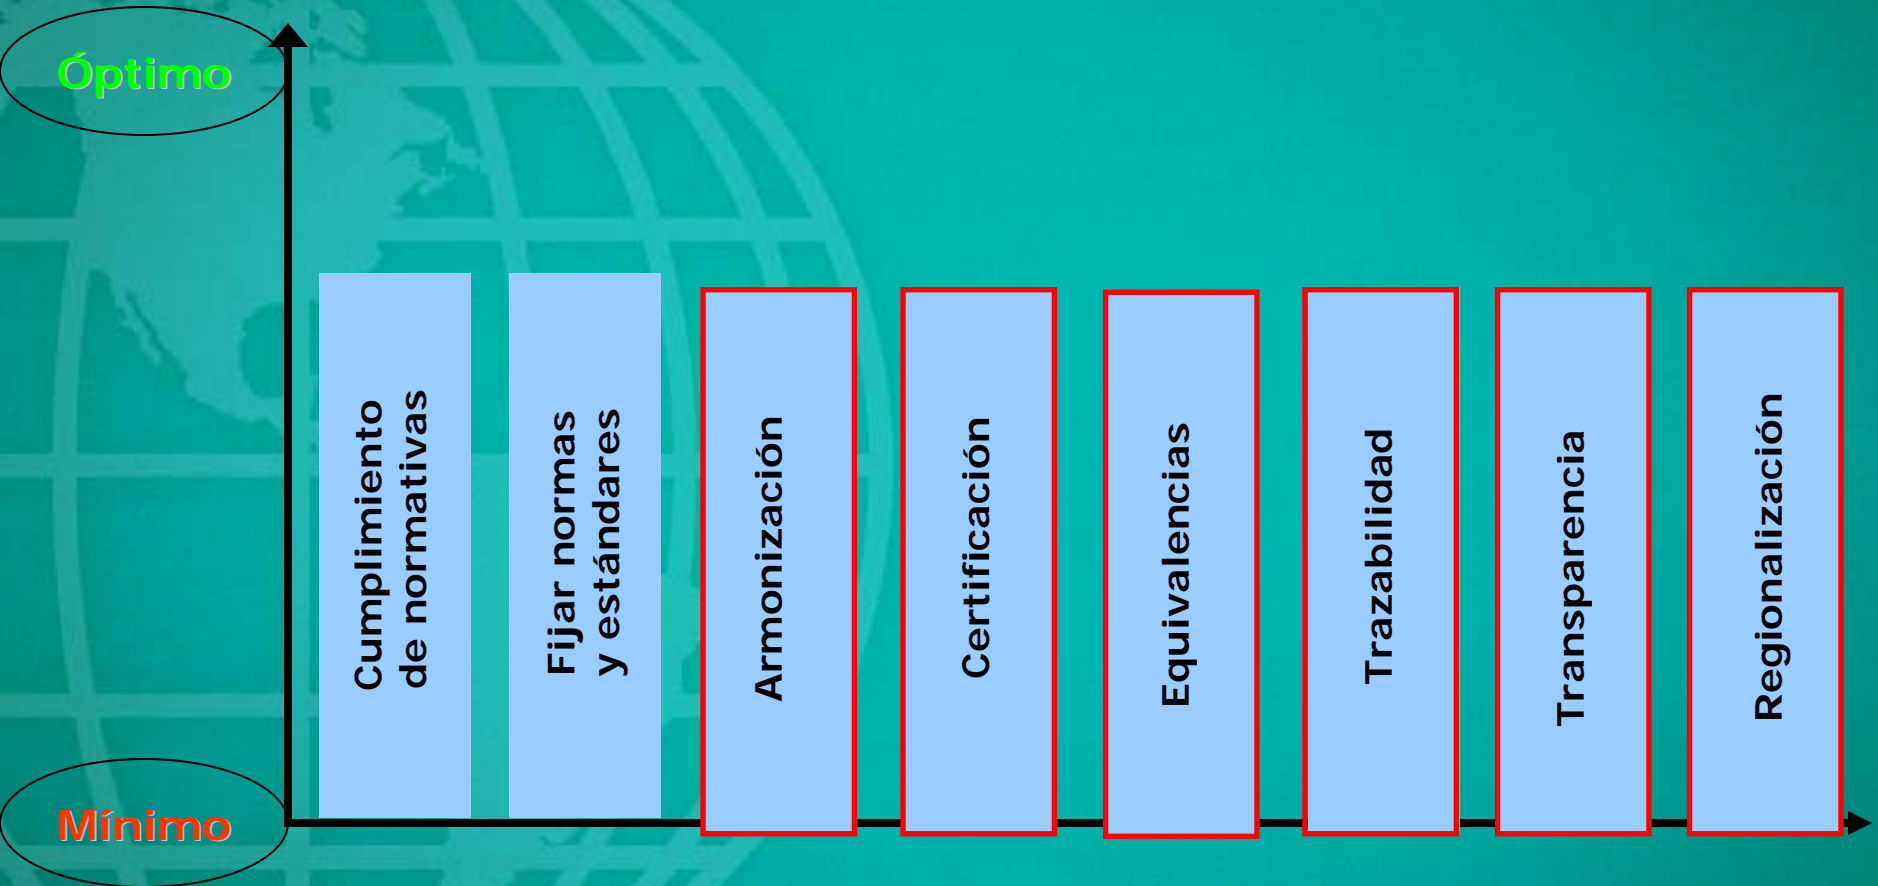 Óptimo
Cumplimiento
de normativas
Fijar normas
y estándares
Armonización
Certificación
Equivalencias
Trazabilidad
Transparencia
Regionalización
Mínimo